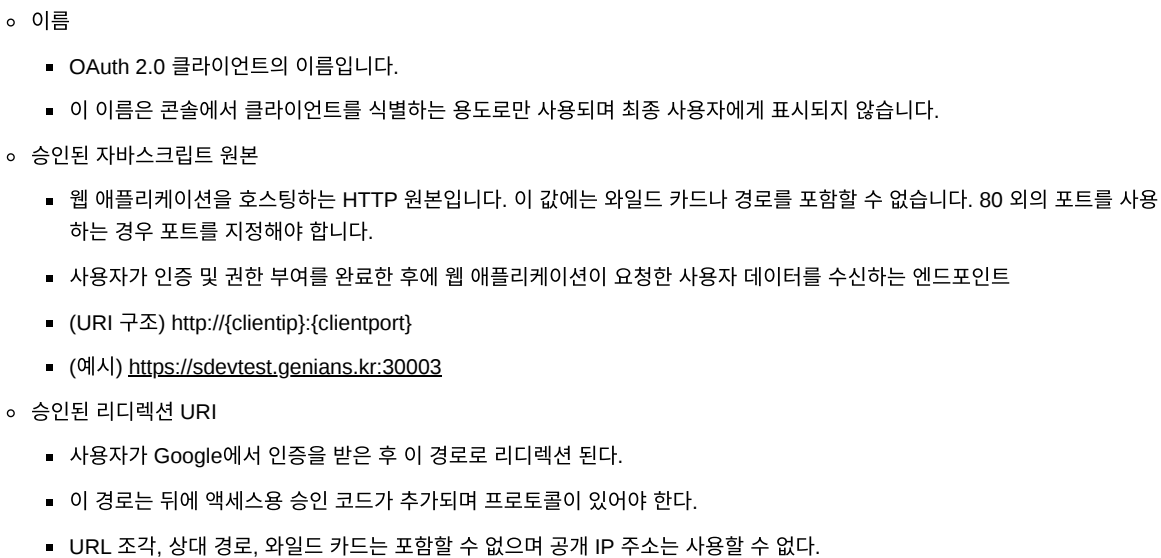 이름
OAuth 2.0 클라이언트의 이름입니다.
이 이름은 콘솔에서 클라이언트를 식별하는 용도로만 사용되며 최종 사용자에게 표시되지 않습니다.
승인된 자바스크립트 원본
웹 애플리케이션을 호스팅하는 HTTP 원본입니다. 이 값에는 와일드 카드나 경로를 포함할 수 없습니다. 80 외의 포트를 사용
하는 경우 포트를 지정해야 합니다.
사용자가 인증 및 권한 부여를 완료한 후에 웹 애플리케이션이 요청한 사용자 데이터를 수신하는 엔드포인트
(URI 구조) http://{clientip}:{clientport}
(예시) https://sdevtest.genians.kr:30003
승인된 리디렉션 URI
사용자가 Google에서 인증을 받은 후 이 경로로 리디렉션 된다.
이 경로는 뒤에 액세스용 승인 코드가 추가되며 프로토콜이 있어야 한다.
URL 조각, 상대 경로, 와일드 카드는 포함할 수 없으며 공개 IP 주소는 사용할 수 없다.